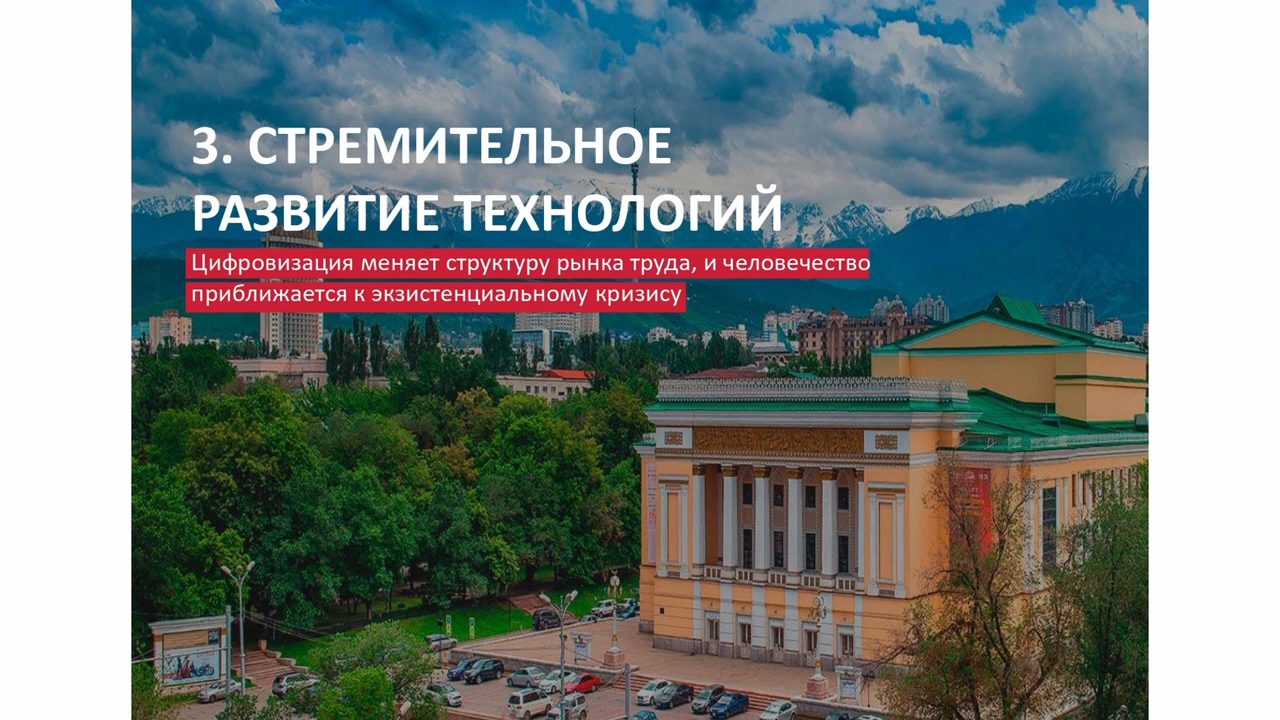 3. СТРЕМИТЕЛЬНОЕ
РАЗВИТИЕ ТЕХНОЛОГИЙ
Цифровизация меняет структуру рынка труда, и человечество
приближается к экзистенциальному кризису